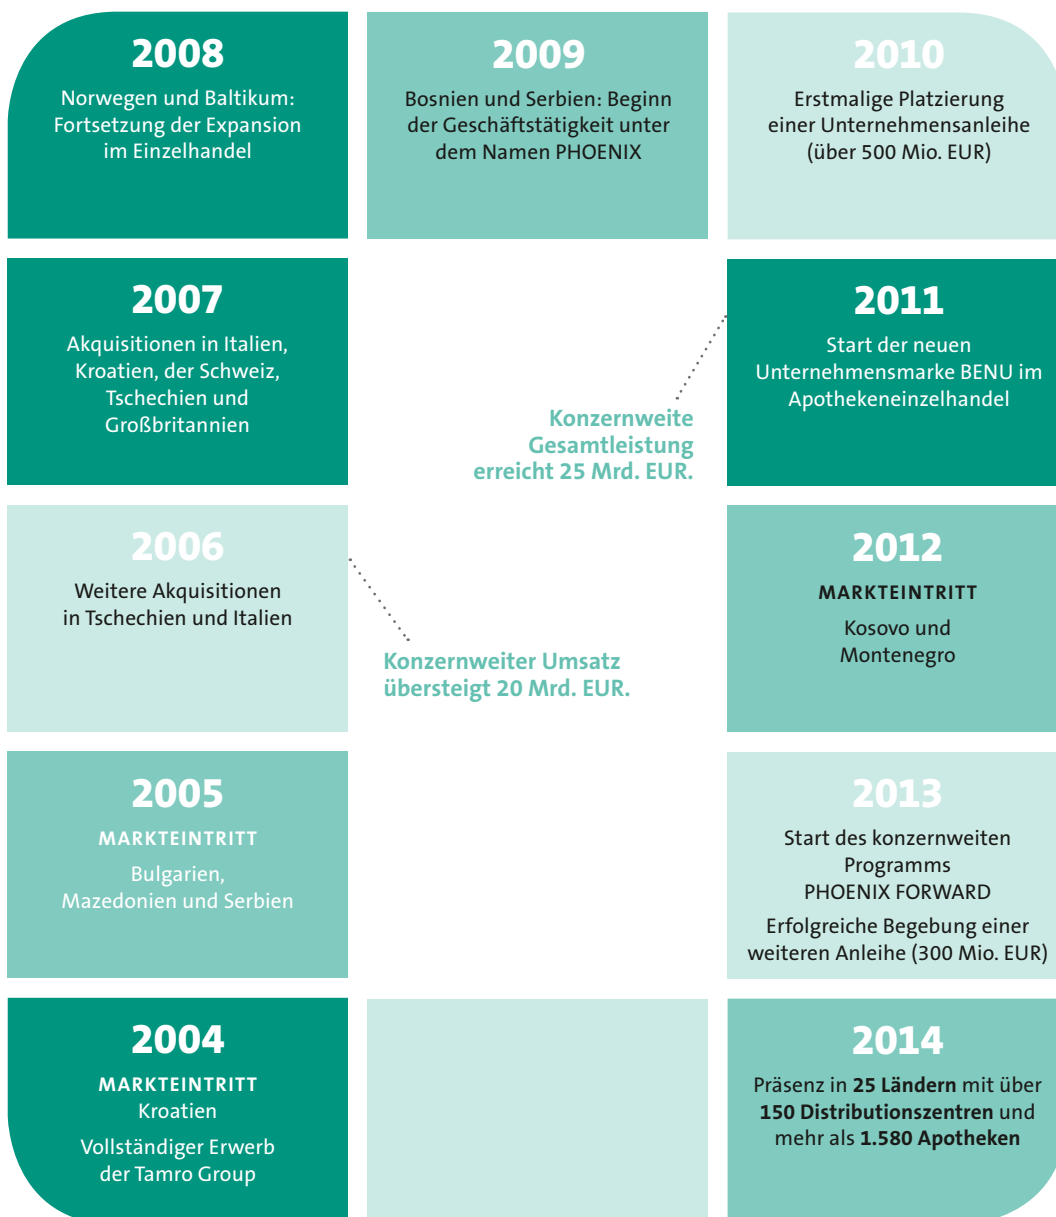 2008
Norwegen und Baltikum:
Fortsetzung der Expansion
im Einzelhandel
2009
Bosnien und Serbien: Beginn
der Geschäftstätigkeit unter
dem Namen PHOENIX
2010
Erstmalige Platzierung
einer Unternehmensanleihe
(über 500 Mio. EUR)
2007
Akquisitionen in Italien,
Kroatien, der Schweiz,
Tschechien und
Großbritannien
Konzernweite
Gesamtleistung
erreicht 25 Mrd. EUR.
2011
Start der neuen
Unternehmensmarke BENU im
Apothekeneinzelhandel
2006
Weitere Akquisitionen
in Tschechien und Italien
Konzernweiter Umsatz
übersteigt 20 Mrd. EUR.
2012
MARKTEINTRITT
Kosovo und
Montenegro
2005
MARKTEINTRITT
Bulgarien,
Mazedonien und Serbien
2013
Start des konzernweiten
Programms
PHOENIX FORWARD
Erfolgreiche Begebung einer
weiteren Anleihe (300 Mio. EUR)
2004
MARKTEINTRITT
Kroatien
Vollständiger Erwerb
der Tamro Group
2014
Präsenz in 25 Ländern mit über
150 Distributionszentren und
mehr als 1.580 Apotheken